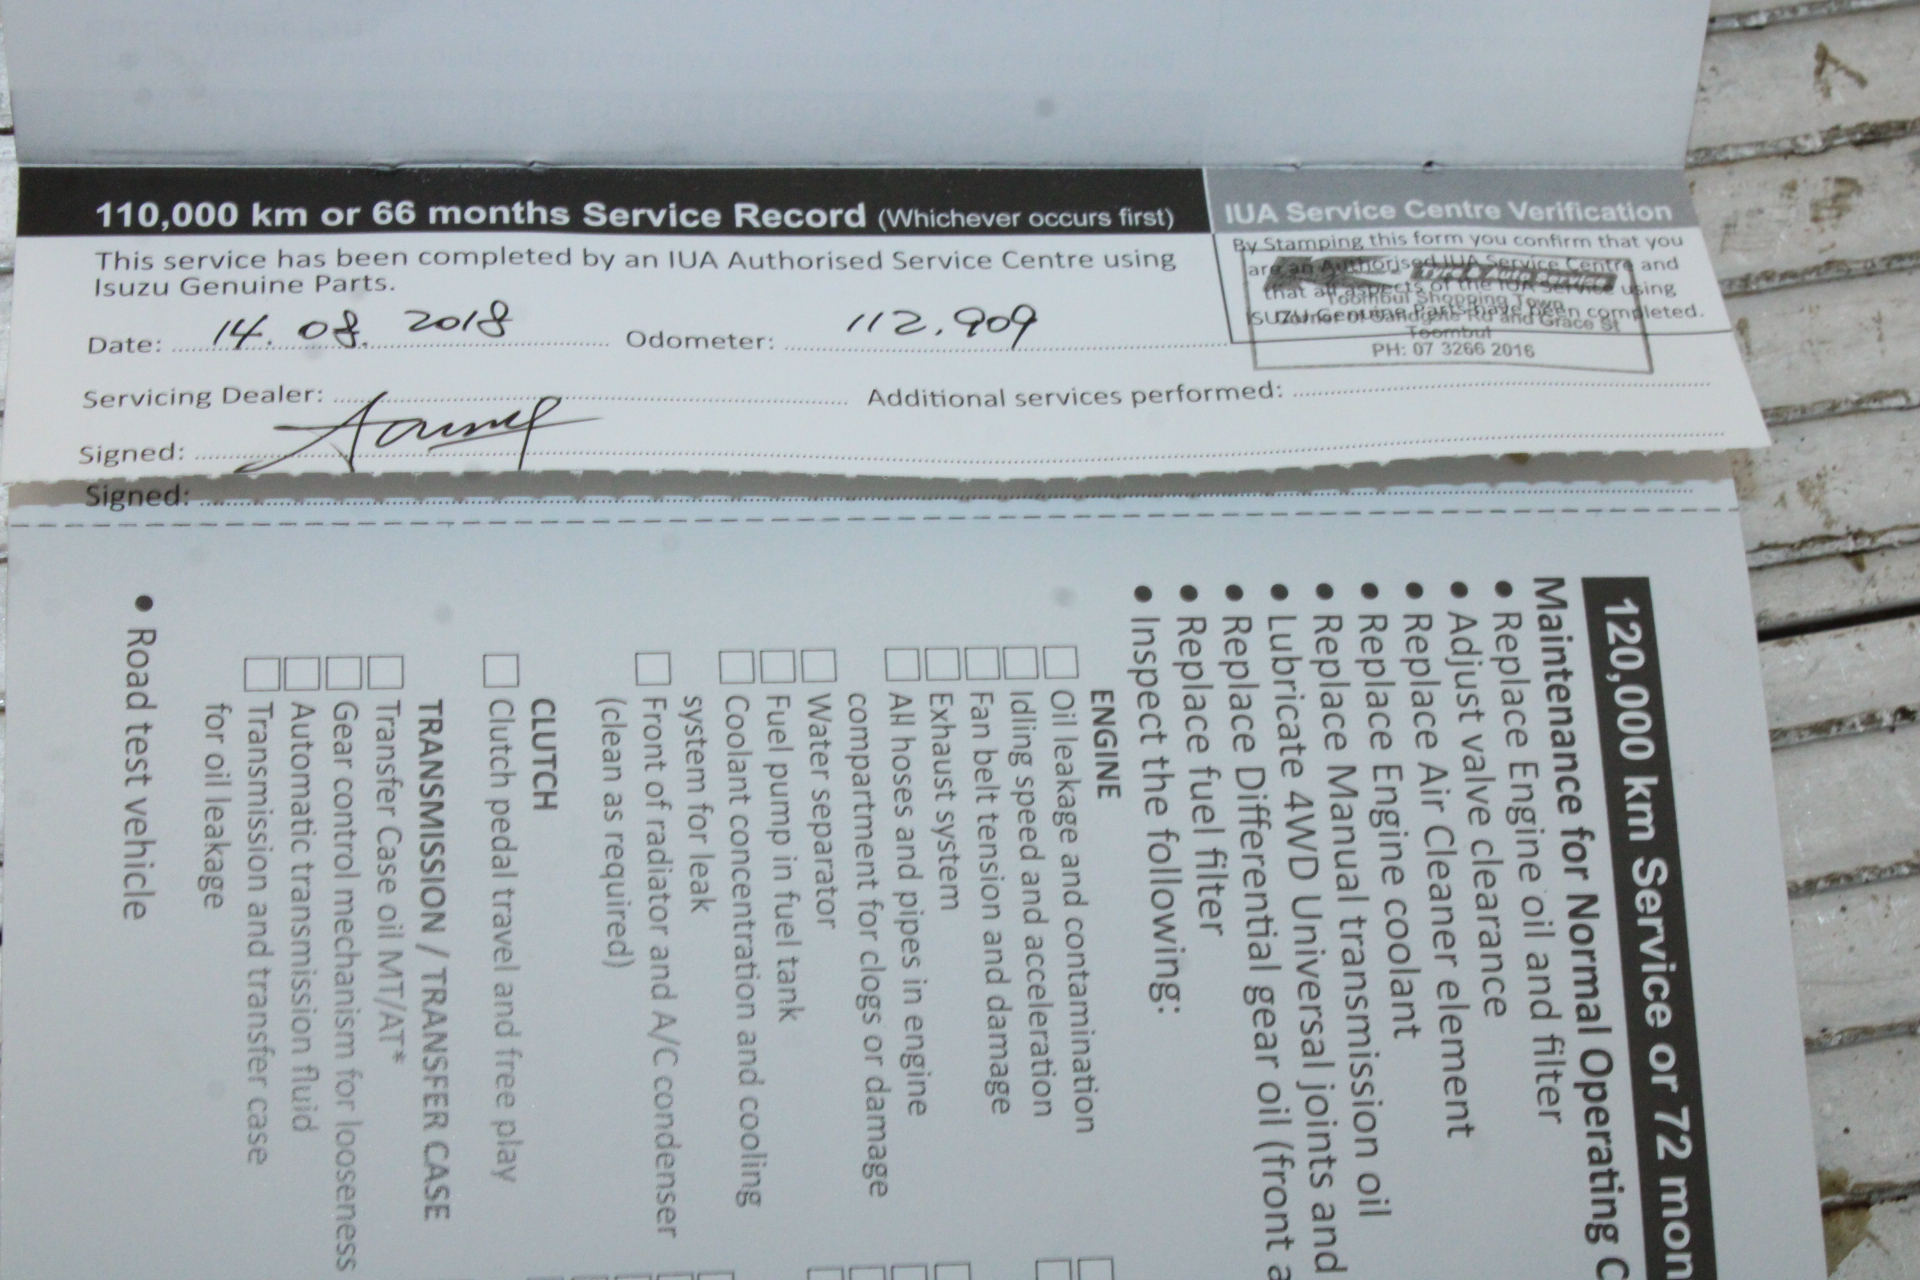 110,000 km or 66 months Service Record (Whichever occurs first)
IUA Service Centre Verification
This service has been completed by an IUA Authorised Service Centre using
Isuzu Genuine Parts.
By Stamping this form you confirm that you
are an Authorised IUA Service Centre and
that all aspects of the IUA Service using
ISUZU Genuine Parts have been completed.
Toombul Shopping Town
Corner of Sandgate Rd and Grace St
Toombul
PH: 07 3266 2016
Date: 14. 08. 2018 Odometer: 112.909
Servicing Dealer: Additional services performed:
Signed:
Signed:
120,000 km Service or 72 mon
Maintenance for Normal Operating C
• Replace Engine oil and filter
• Adjust valve clearance
• Replace Air Cleaner element
• Replace Engine coolant
• Replace Manual transmission oil
• Lubricate 4WD Universal joints and
• Replace Differential gear oil (front a
• Replace fuel filter
• Inspect the following:
ENGINE
Oil leakage and contamination
Idling speed and acceleration
Fan belt tension and damage
Exhaust system
All hoses and pipes in engine
compartment for clogs or damage
Water separator
Fuel pump in fuel tank
Coolant concentration and cooling
system for leak
Front of radiator and A/C condenser
(clean as required)
CLUTCH
Clutch pedal travel and free play
TRANSMISSION / TRANSFER CASE
Transfer Case oil MT/AT*
Gear control mechanism for looseness
Automatic transmission fluid
Transmission and transfer case
for oil leakage
• Road test vehicle